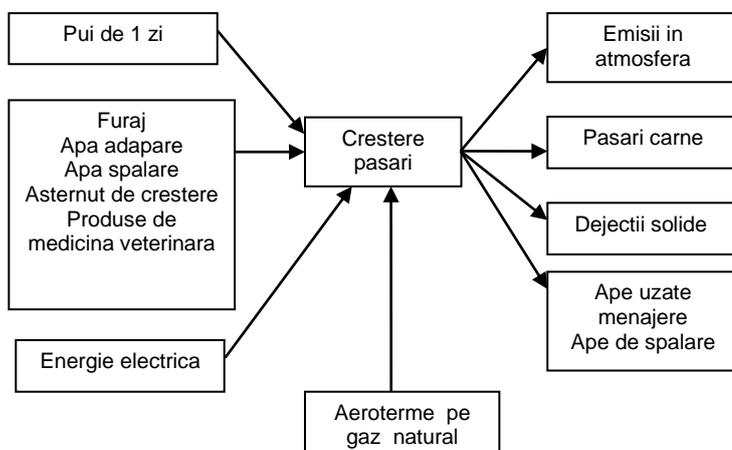 Pui de 1 zi
Furaj
Apa adapare
Apa spalare
Asternut de crestere
Produse de
medicina veterinara
Energie electrica
Crestere
pasari
Aeroterme pe
gaz natural
Emisii in
atmosfera
Pasari carne
Dejectii solide
Ape uzate
menajere
Ape de spalare